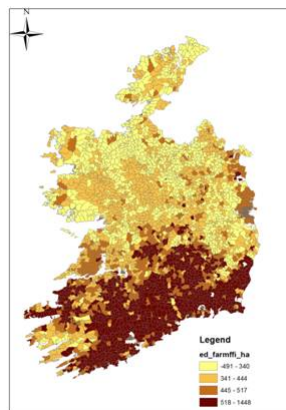 N
Legend
ed_farmffi_ha
-491 - 340
341 - 444
445 - 517
518 - 1448